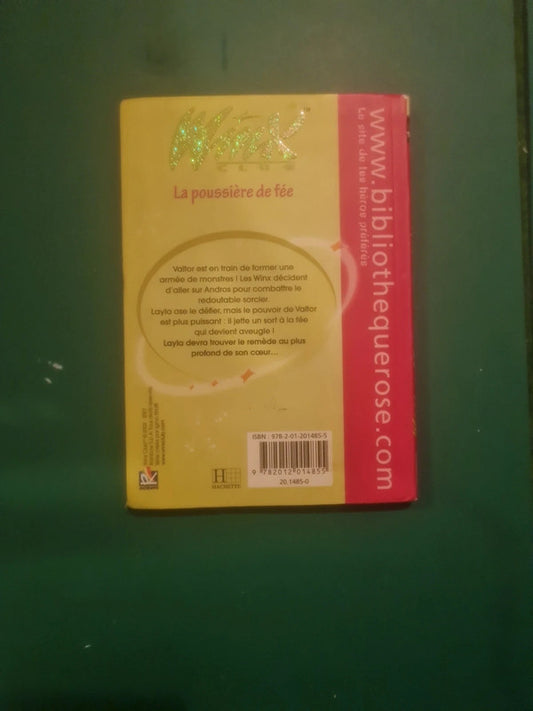 WinX™
CLUB
La poussière de fée
Valtor est en train de former une
armée de monstres ! Les Winx décident
d'aller sur Andros pour combattre le
redoutable sorcier.
Layla ose le défier, mais le pouvoir de Valtor
est plus puissant : il jette un sort à la fée
qui devient aveugle !
Layla devra trouver le remède au plus
profond de son cœur...
www.bibliothequerose.com
Le site de tes héros préférés
ISBN : 978-2-01-201485-5
9 782012 014855
20.1485-0
H
HACHETTE